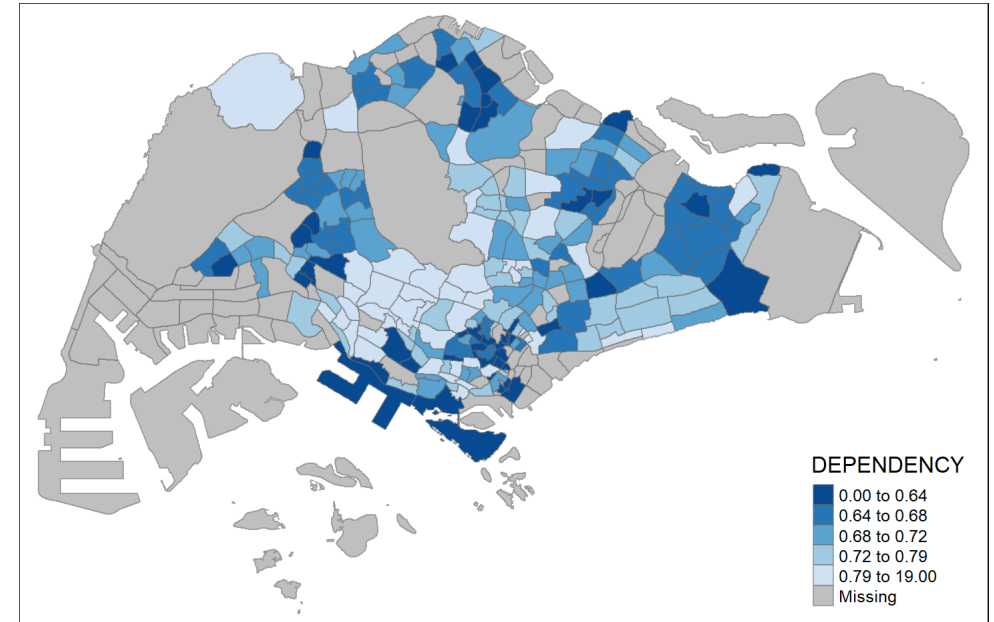 DEPENDENCY
0.00 to 0.64
0.64 to 0.68
0.68 to 0.72
0.72 to 0.79
0.79 to 19.00
Missing